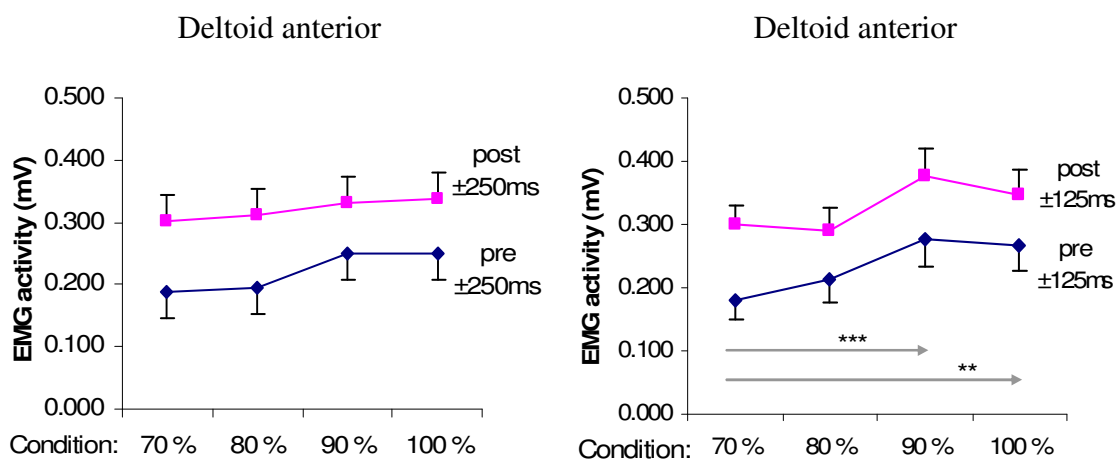 Deltoid anterior
EMG activity (mV)
0.500
0.400
0.300
0.200
0.100
0.000
post
±250ms
pre
±250ms
Condition: 70 % 80 % 90 % 100 %
Deltoid anterior
EMG activity (mV)
0.500
0.400
0.300
0.200
0.100
0.000
post
±125ms
pre
±125ms
***
**
Condition: 70 % 80 % 90 % 100 %